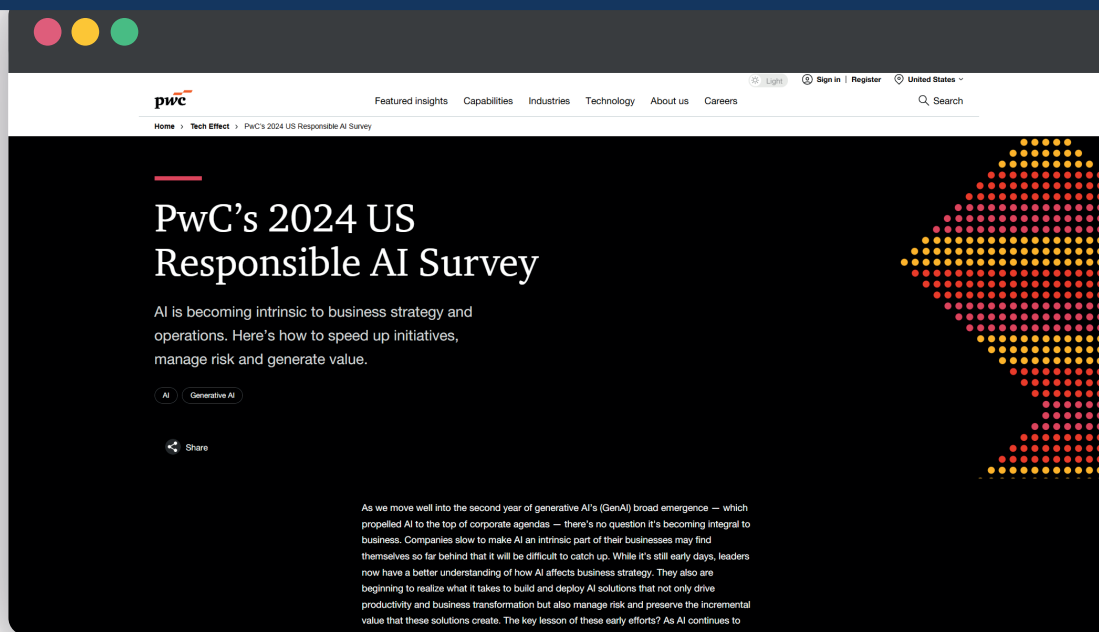 Light
Sign in | Register
United States
pwc
Featured insights
Capabilities
Industries
Technology
About us
Careers
Search
Home › Tech Effect › PwC's 2024 US Responsible AI Survey
PwC’s 2024 US
Responsible AI Survey
AI is becoming intrinsic to business strategy and
operations. Here’s how to speed up initiatives,
manage risk and generate value.
AI
Generative AI
Share
As we move well into the second year of generative AI’s (GenAI) broad emergence — which
propelled AI to the top of corporate agendas — there’s no question it’s becoming integral to
business. Companies slow to make AI an intrinsic part of their businesses may find
themselves so far behind that it will be difficult to catch up. While it’s still early days, leaders
now have a better understanding of how AI affects business strategy. They also are
beginning to realize what it takes to build and deploy AI solutions that not only drive
productivity and business transformation but also manage risk and preserve the incremental
value that these solutions create. The key lesson of these early efforts? As AI continues to